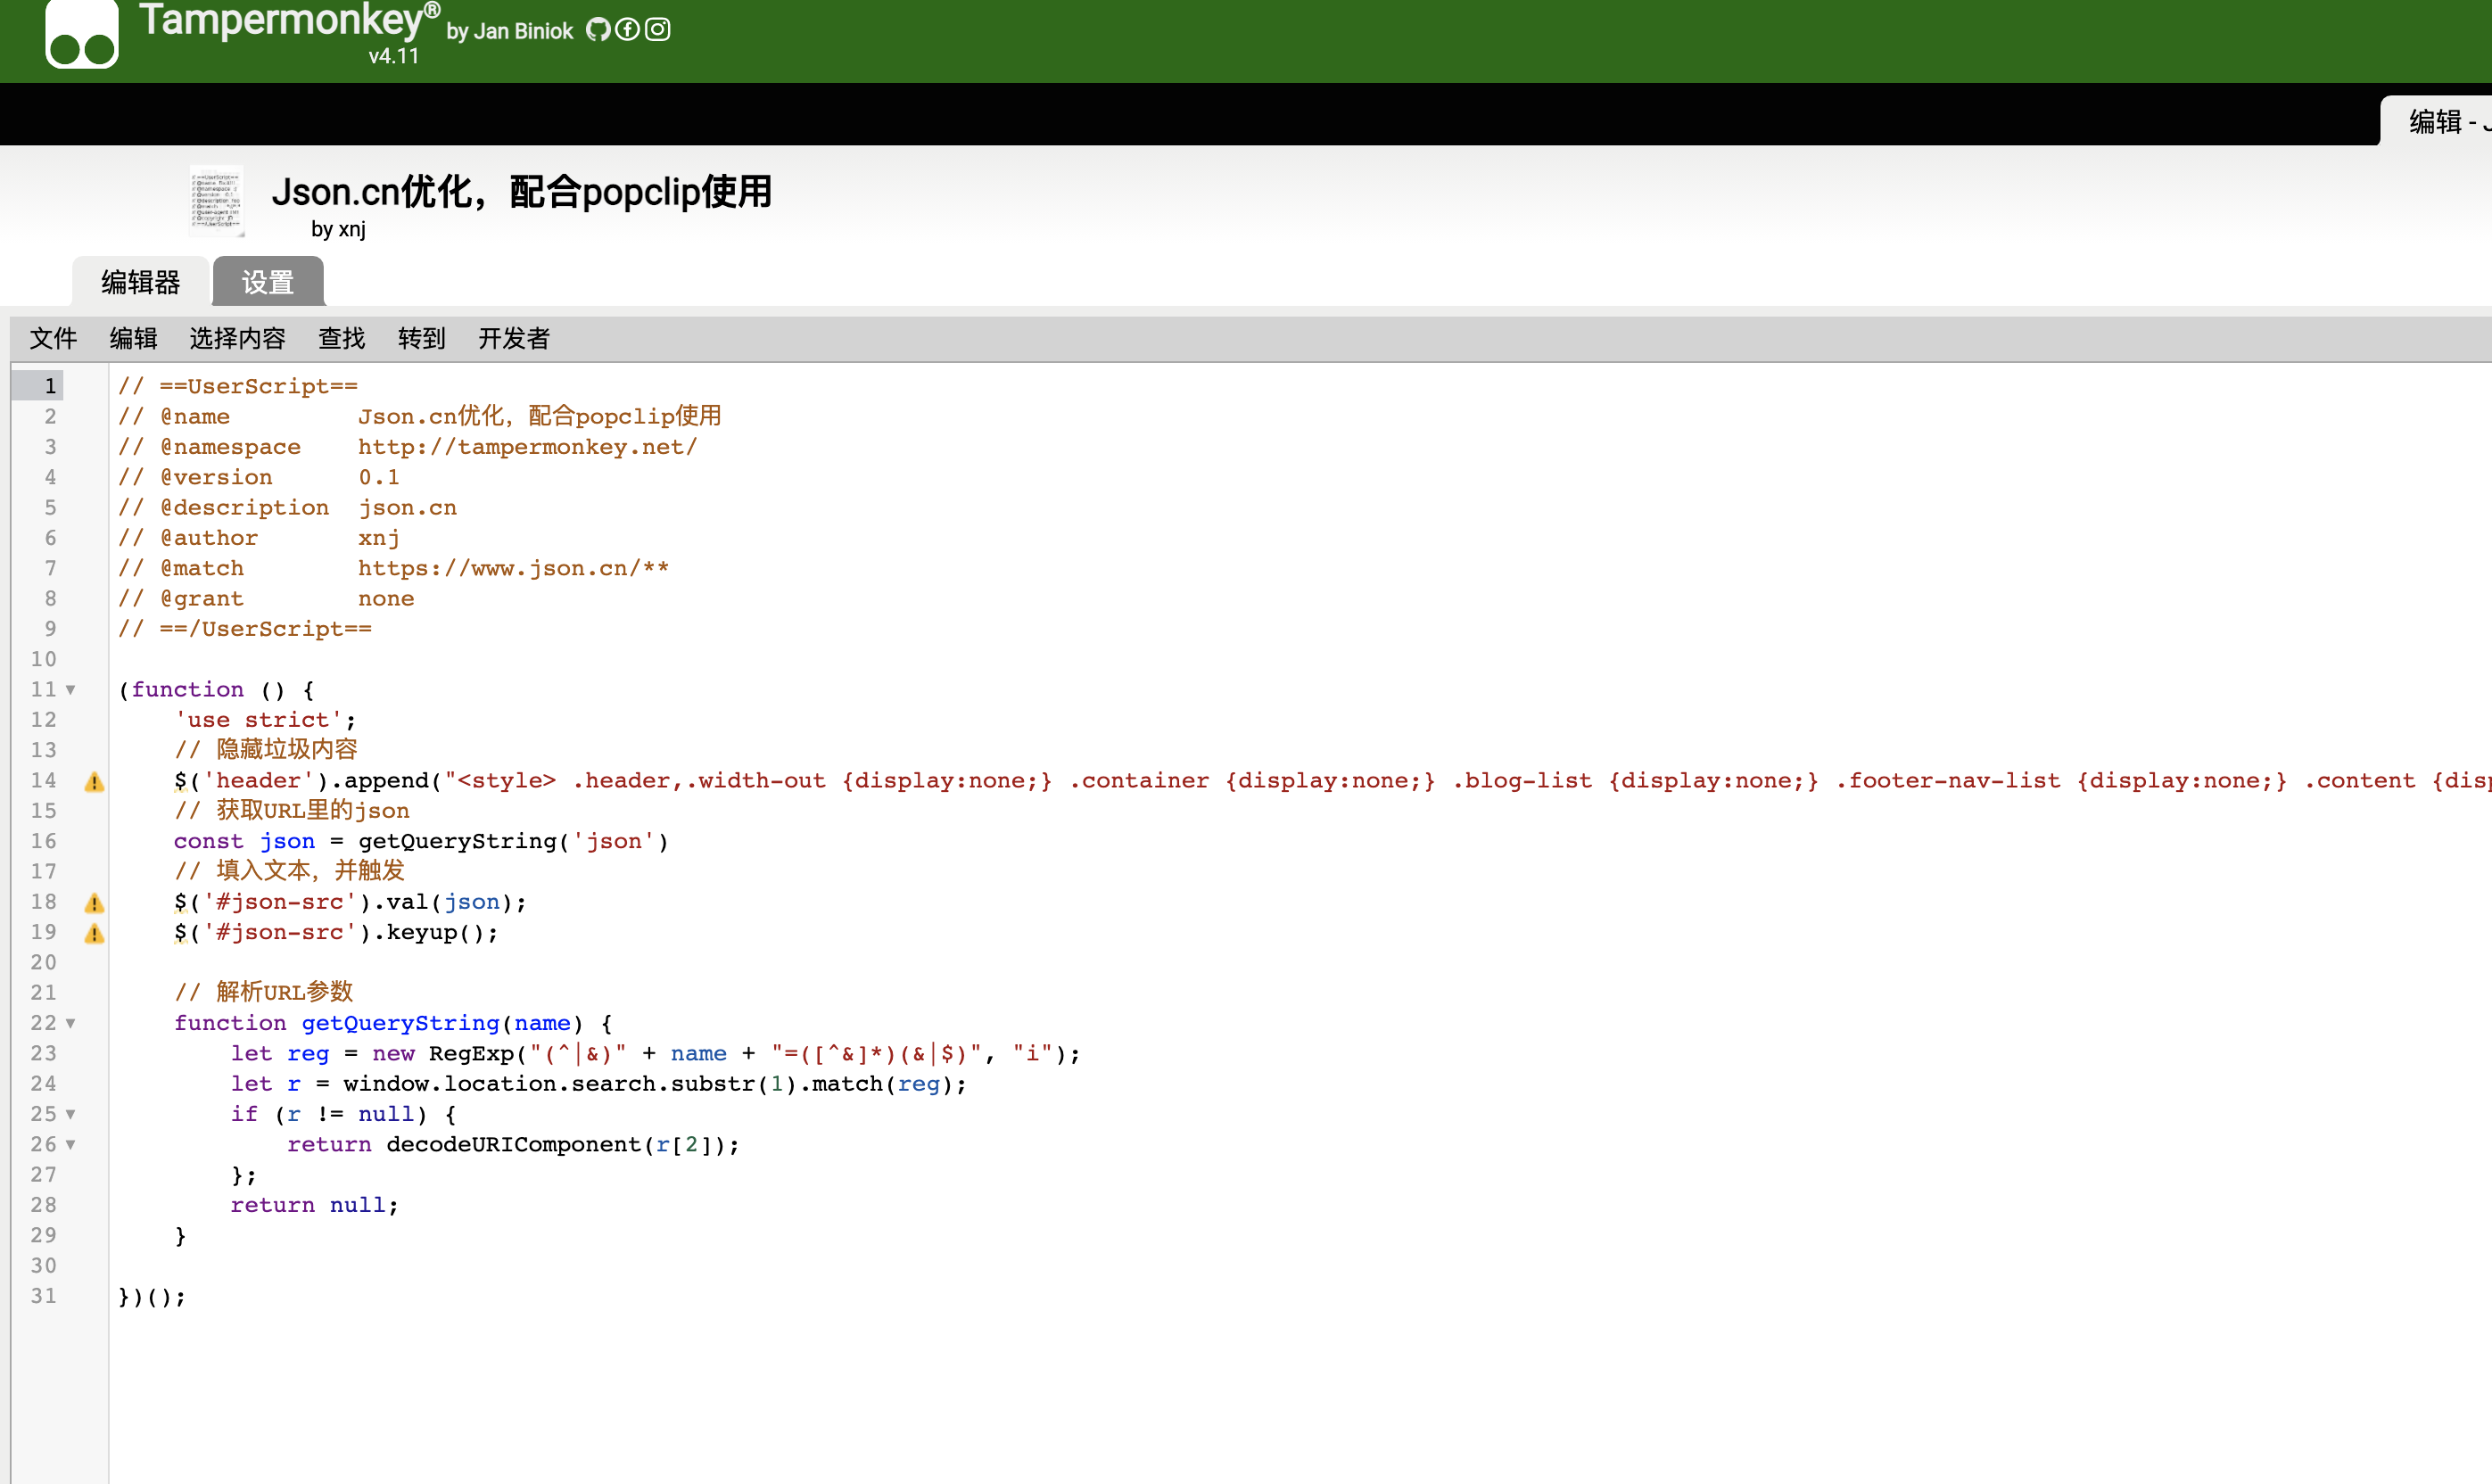 Tampermonkey® by Jan Biniok
v4.11
编辑 - J
Json.cn优化，配合popclip使用
by xnj
编辑器 设置
文件 编辑 选择内容 查找 转到 开发者
1 // ==UserScript==
2 // @name         Json.cn优化，配合popclip使用
3 // @namespace    http://tampermonkey.net/
4 // @version      0.1
5 // @description  json.cn
6 // @author       xnj
7 // @match        https://www.json.cn/**
8 // @grant        none
9 // ==/UserScript==
10
11 (function () {
12     'use strict';
13     // 隐藏垃圾内容
14     $('header').append("<style> .header,.width-out {display:none;} .container {display:none;} .blog-list {display:none;} .footer-nav-list {display:none;} .content {disp
15     // 获取URL里的json
16     const json = getQueryString('json')
17     // 填入文本，并触发
18     $('#json-src').val(json);
19     $('#json-src').keyup();
20
21     // 解析URL参数
22     function getQueryString(name) {
23         let reg = new RegExp("(^|&)" + name + "=([^&]*)(&|$)", "i");
24         let r = window.location.search.substr(1).match(reg);
25         if (r != null) {
26             return decodeURIComponent(r[2]);
27         };
28         return null;
29     }
30
31 })();